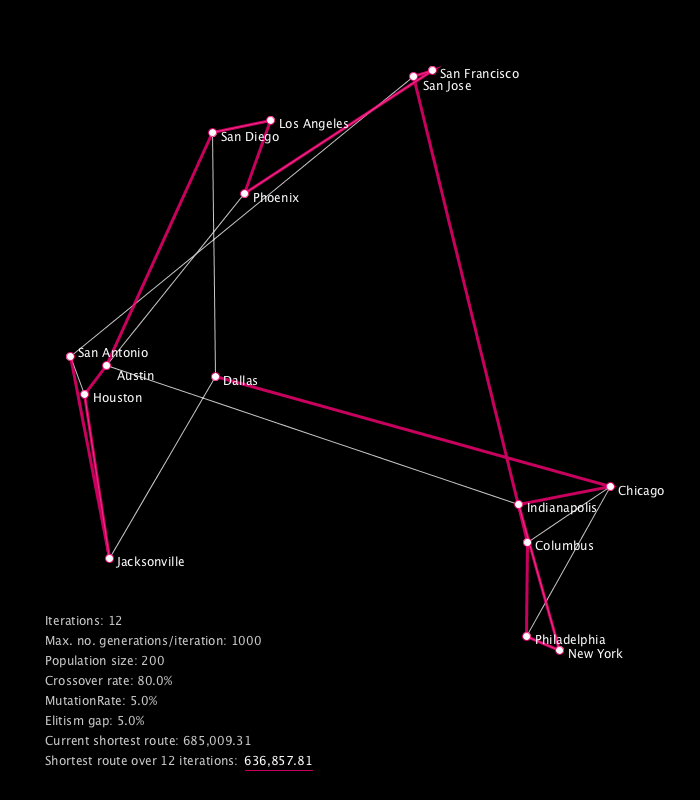 San Francisco
San Jose
Los Angeles
San Diego
Phoenix
San Antonio
Austin
Dallas
Houston
Chicago
Indianapolis
Columbus
Jacksonville
Philadelphia
New York
Iterations: 12
Max. no. generations/iteration: 1000
Population size: 200
Crossover rate: 80.0%
MutationRate: 5.0%
Elitism gap: 5.0%
Current shortest route: 685,009.31
Shortest route over 12 iterations: 636,857.81